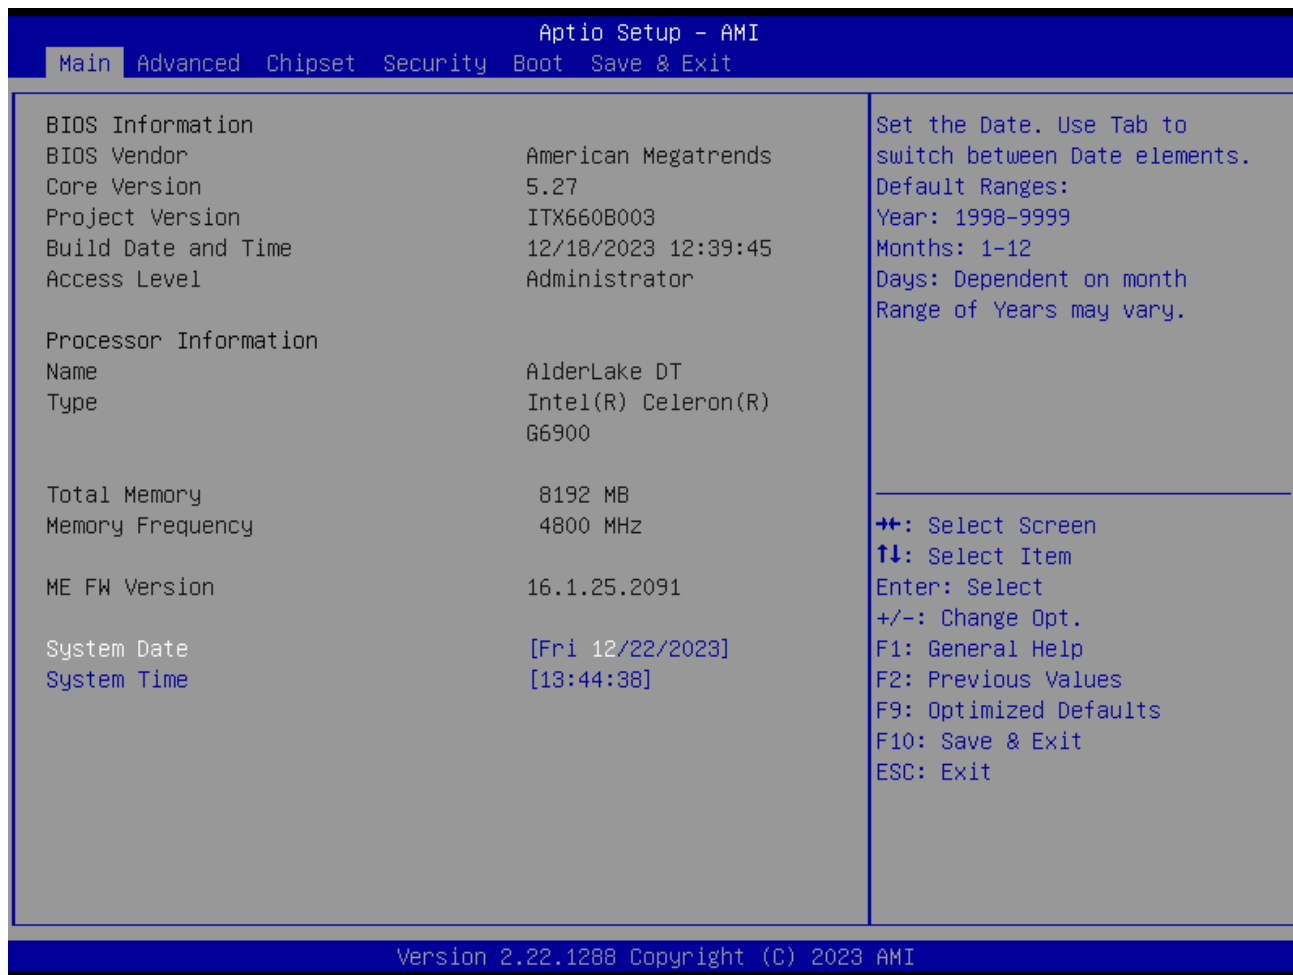 Aptio Setup - AMI
Main Advanced Chipset Security Boot Save & Exit
BIOS Information
BIOS Vendor American Megatrends
Core Version 5.27
Project Version ITX660B003
Build Date and Time 12/18/2023 12:39:45
Access Level Administrator
Processor Information
Name AlderLake DT
Type Intel(R) Celeron(R)
G6900
Total Memory 8192 MB
Memory Frequency 4800 MHz
ME FW Version 16.1.25.2091
System Date [Fri 12/22/2023]
System Time [13:44:38]
Set the Date. Use Tab to
switch between Date elements.
Default Ranges:
Year: 1998-9999
Months: 1-12
Days: Dependent on month
Range of Years may vary.
→←: Select Screen
↑↓: Select Item
Enter: Select
+/-: Change Opt.
F1: General Help
F2: Previous Values
F9: Optimized Defaults
F10: Save & Exit
ESC: Exit
Version 2.22.1288 Copyright (C) 2023 AMI